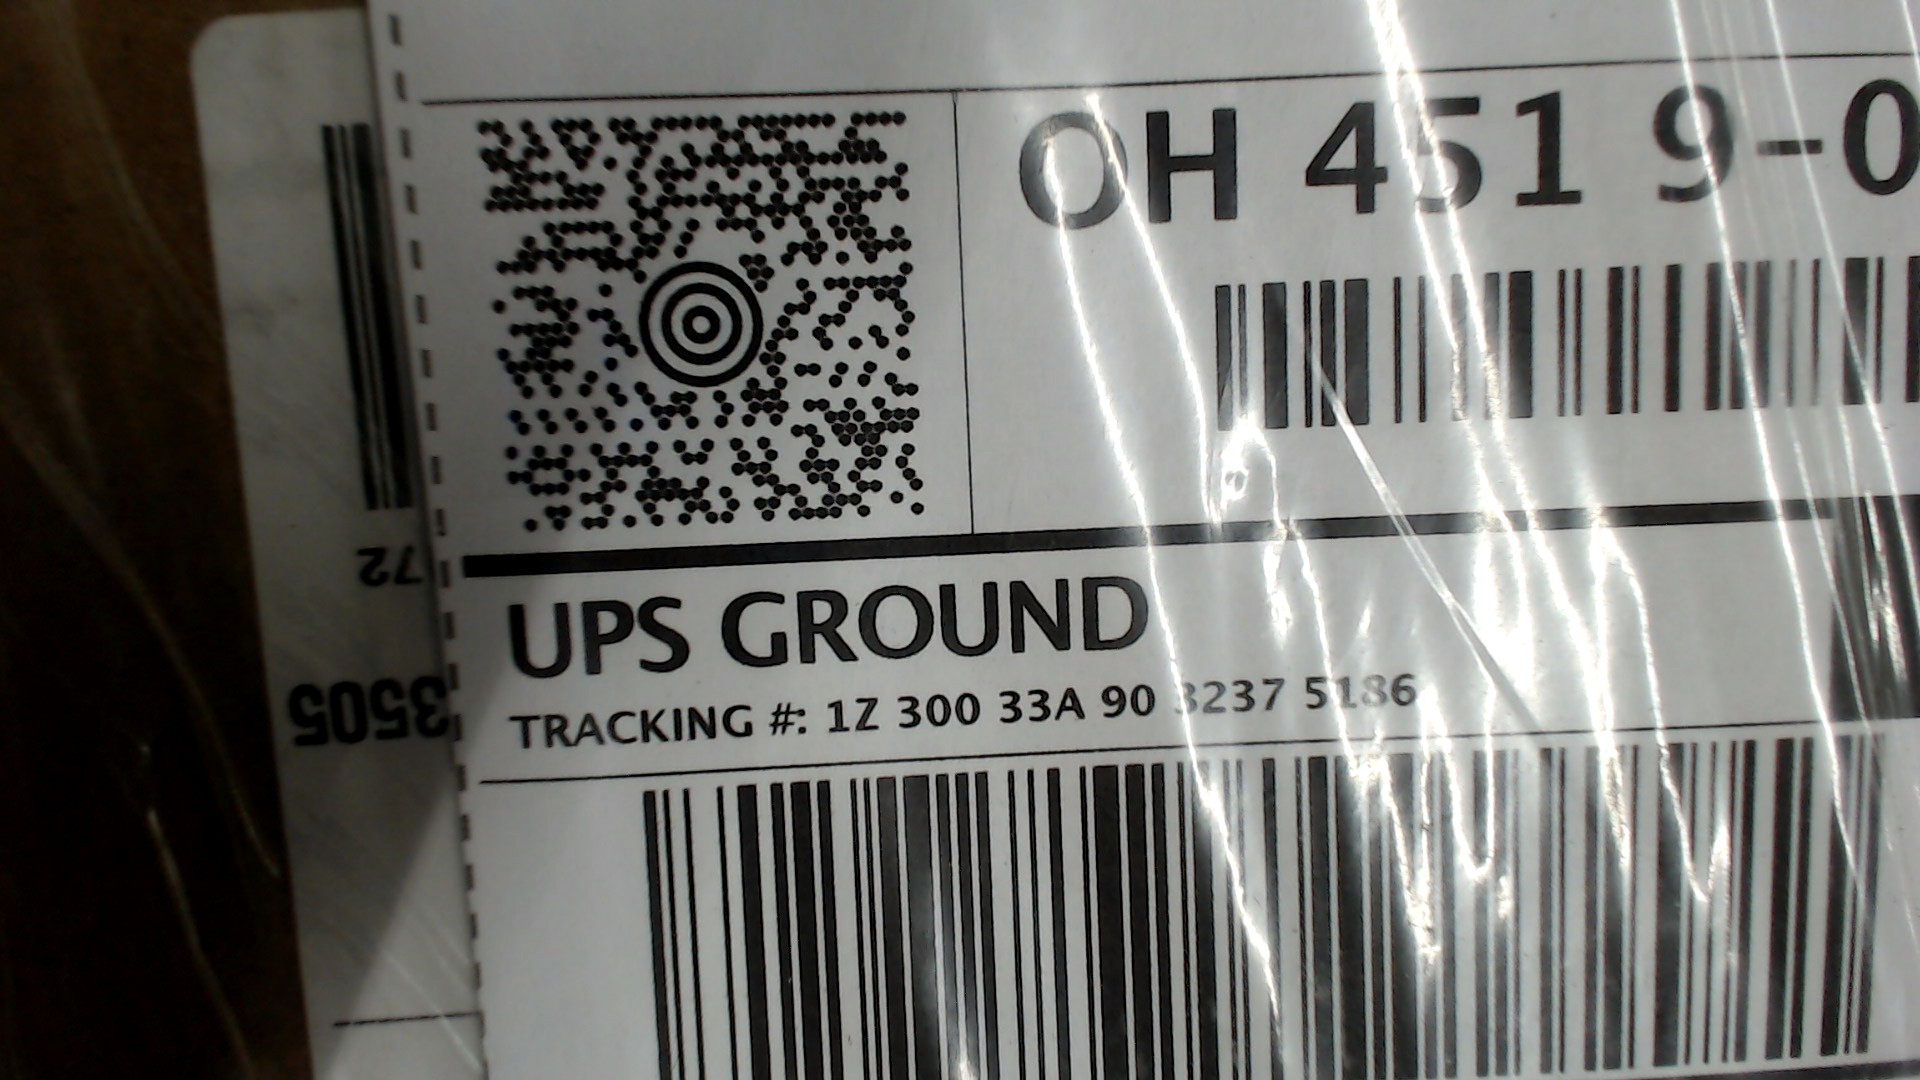 OH 451 9-0
UPS GROUND
TRACKING #: 1Z 300 33A 90 3237 5186
72
3505